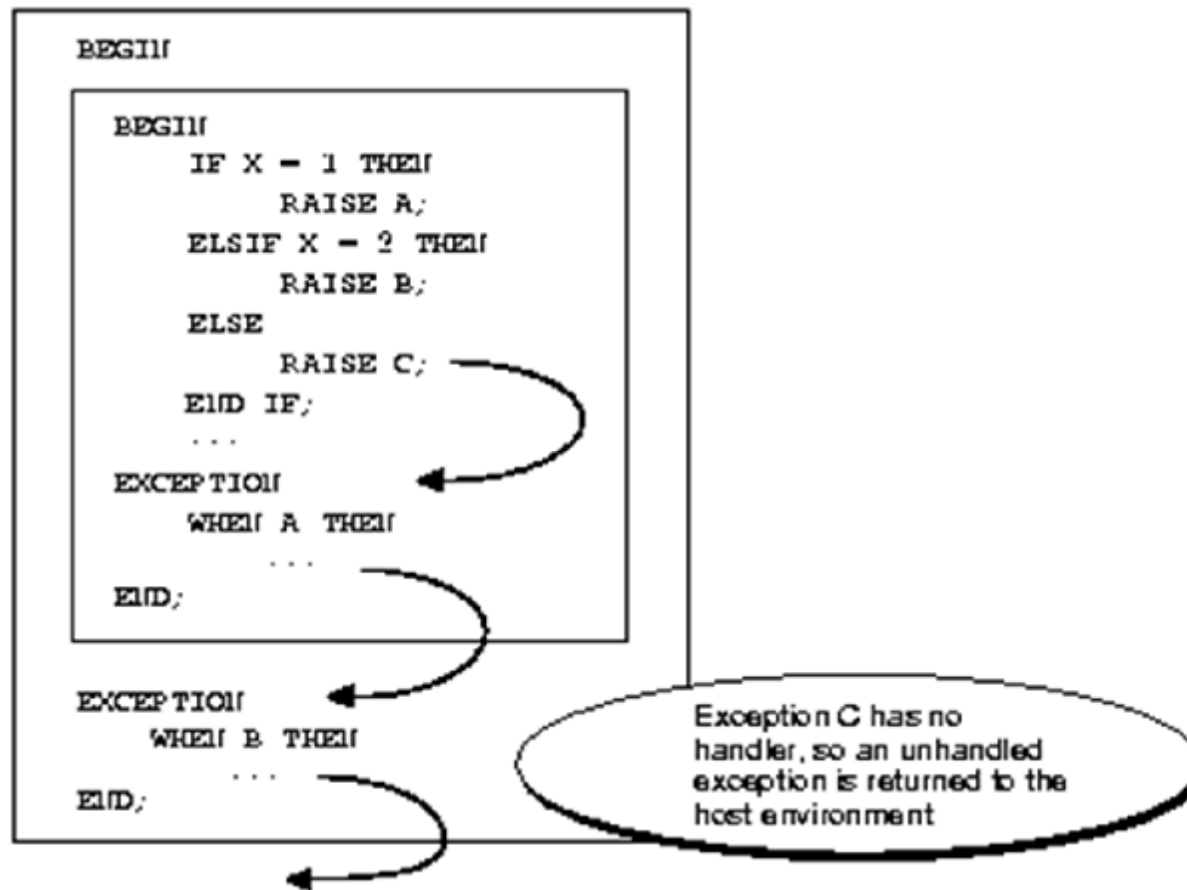 BEGIN
BEGIN
IF X = 1 THEN
RAISE A;
ELSIF X = 2 THEN
RAISE B;
ELSE
RAISE C;
END IF;
...
EXCEPTION
WHEN A THEN
...
END;
EXCEPTION
WHEN B THEN
...
END;
Exception C has no
handler, so an unhandled
exception is returned to the
host environment